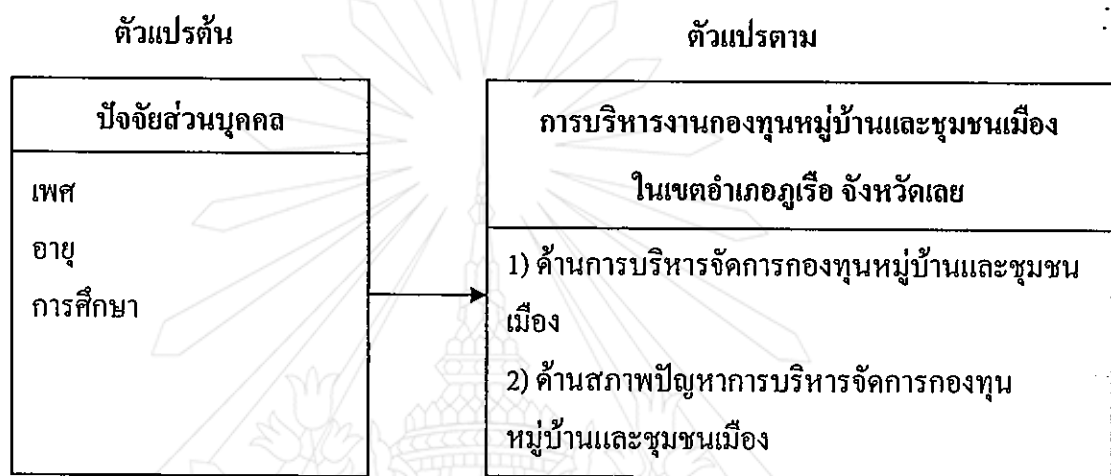 ตัวแปรต้น
ตัวแปรตาม
ปัจจัยส่วนบุคคล
เพศ
อายุ
การศึกษา
การบริหารงานกองทุนหมู่บ้านและชุมชนเมือง
ในเขตอำเภอภูเรือ จังหวัดเลย
1) ด้านการบริหารจัดการกองทุนหมู่บ้านและชุมชน
เมือง
2) ด้านสภาพปัญหาการบริหารจัดการกองทุน
หมู่บ้านและชุมชนเมือง